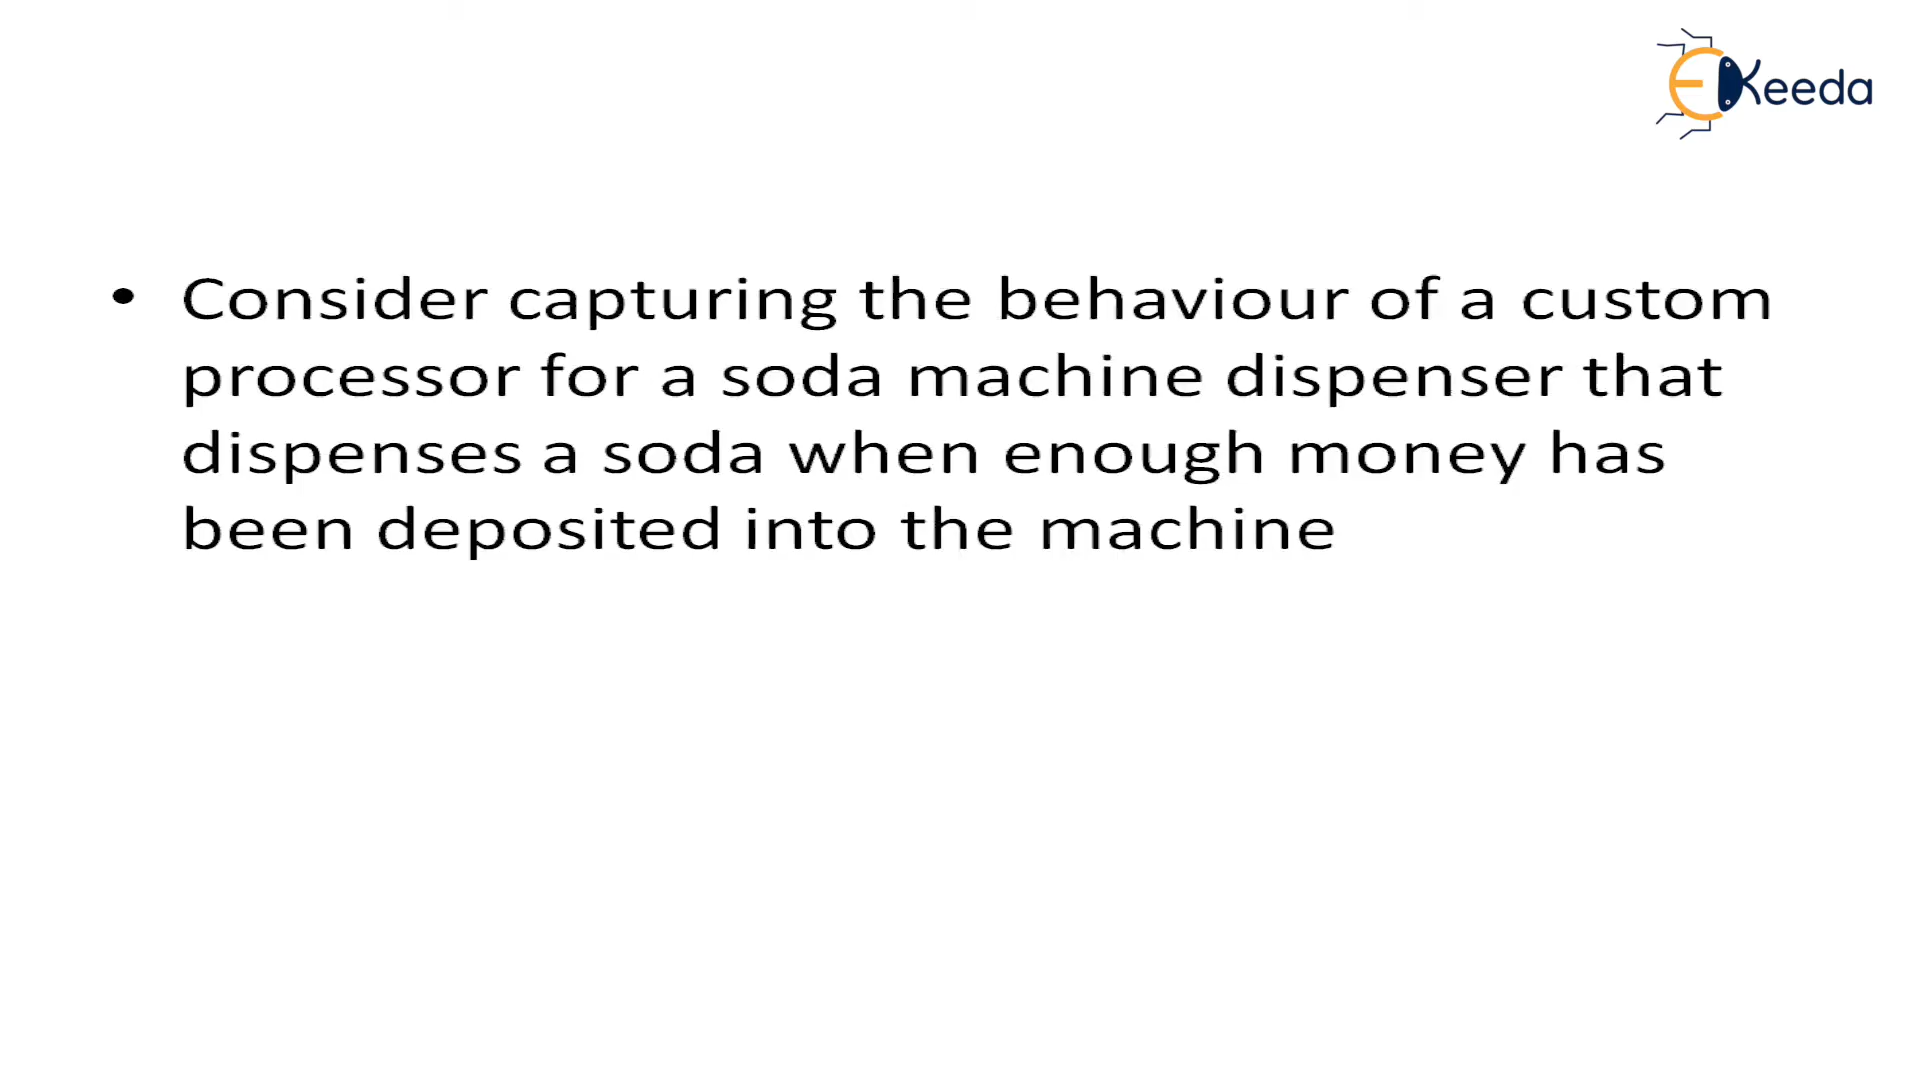 EKeeda
• Consider capturing the behaviour of a custom
processor for a soda machine dispenser that
dispenses a soda when enough money has
been deposited into the machine